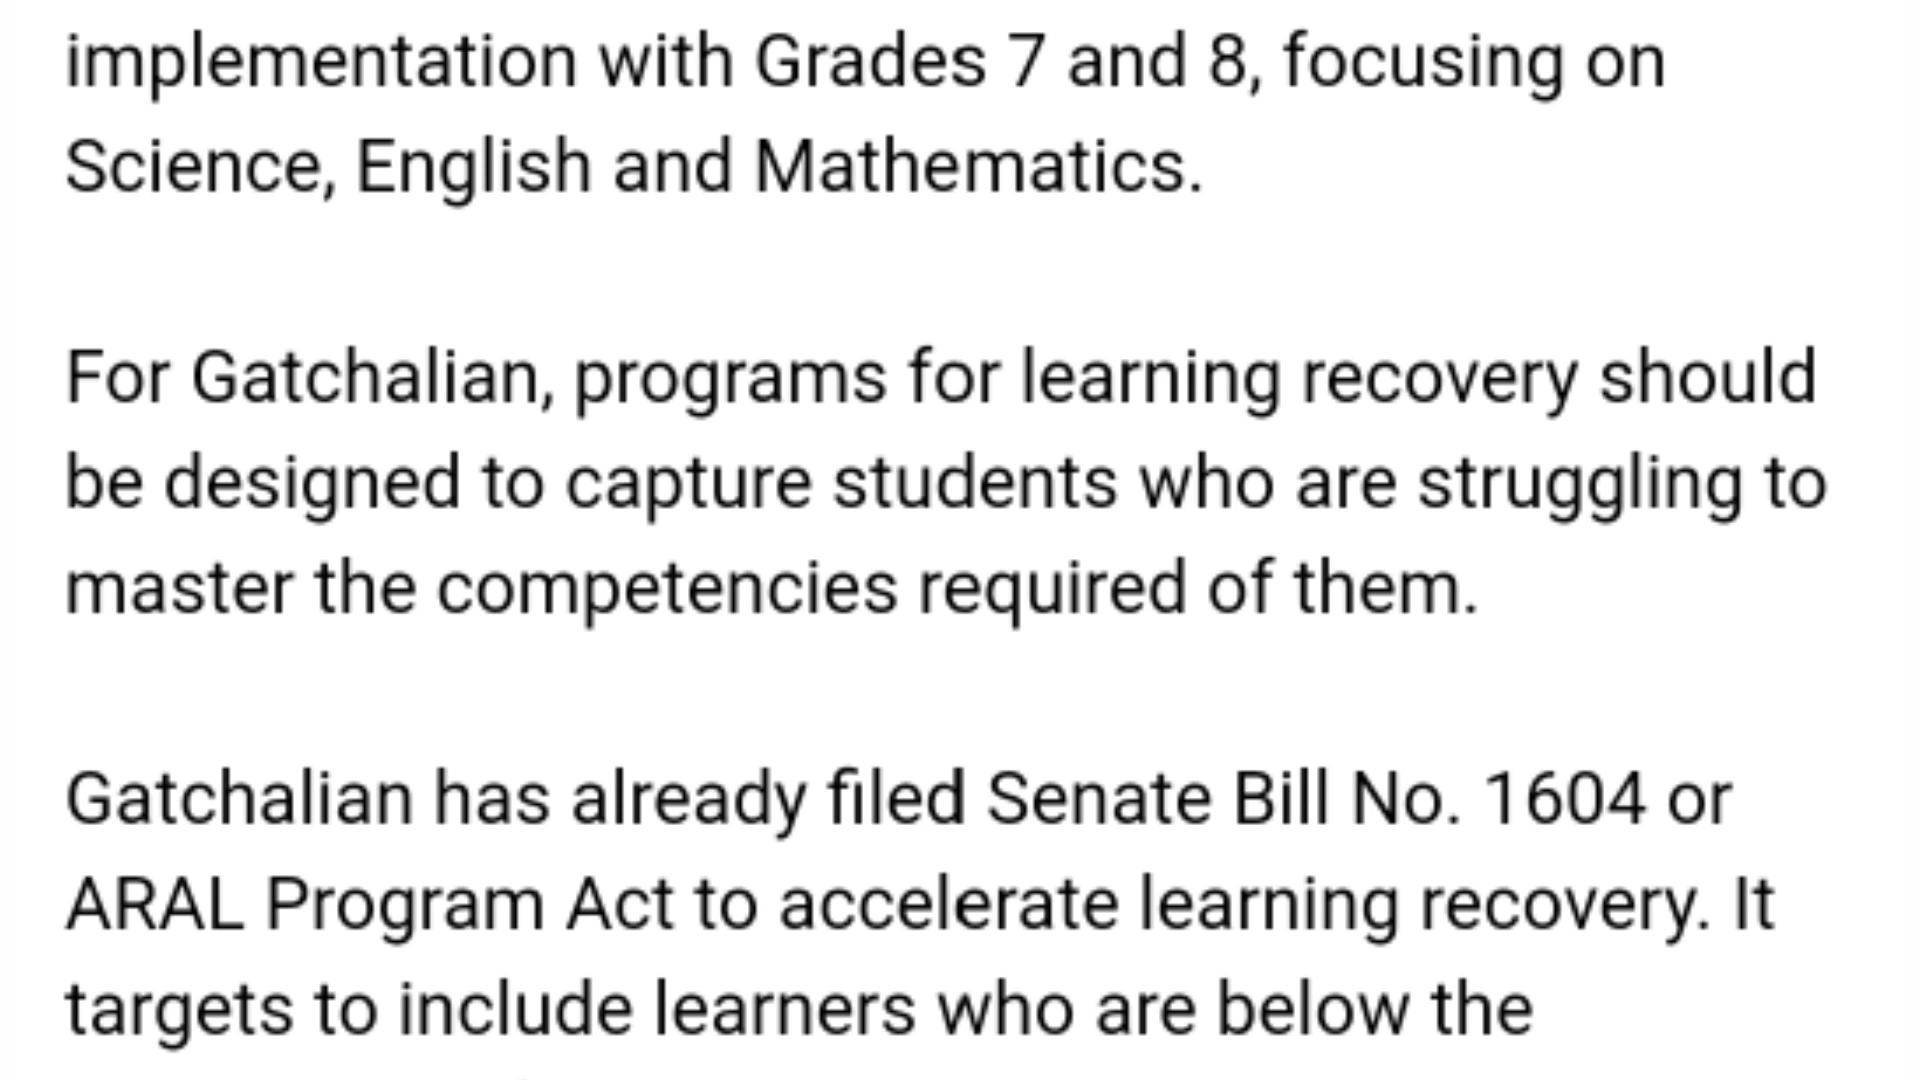 implementation with Grades 7 and 8, focusing on
Science, English and Mathematics.
For Gatchalian, programs for learning recovery should
be designed to capture students who are struggling to
master the competencies required of them.
Gatchalian has already filed Senate Bill No. 1604 or
ARAL Program Act to accelerate learning recovery. It
targets to include learners who are below the